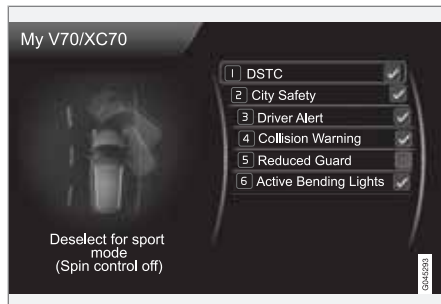 My V70/XC70
1 DSTC
2 City Safety
3 Driver Alert
4 Collision Warning
5 Reduced Guard
6 Active Bending Lights
Deselect for sport
mode
(Spin control off)
G045293